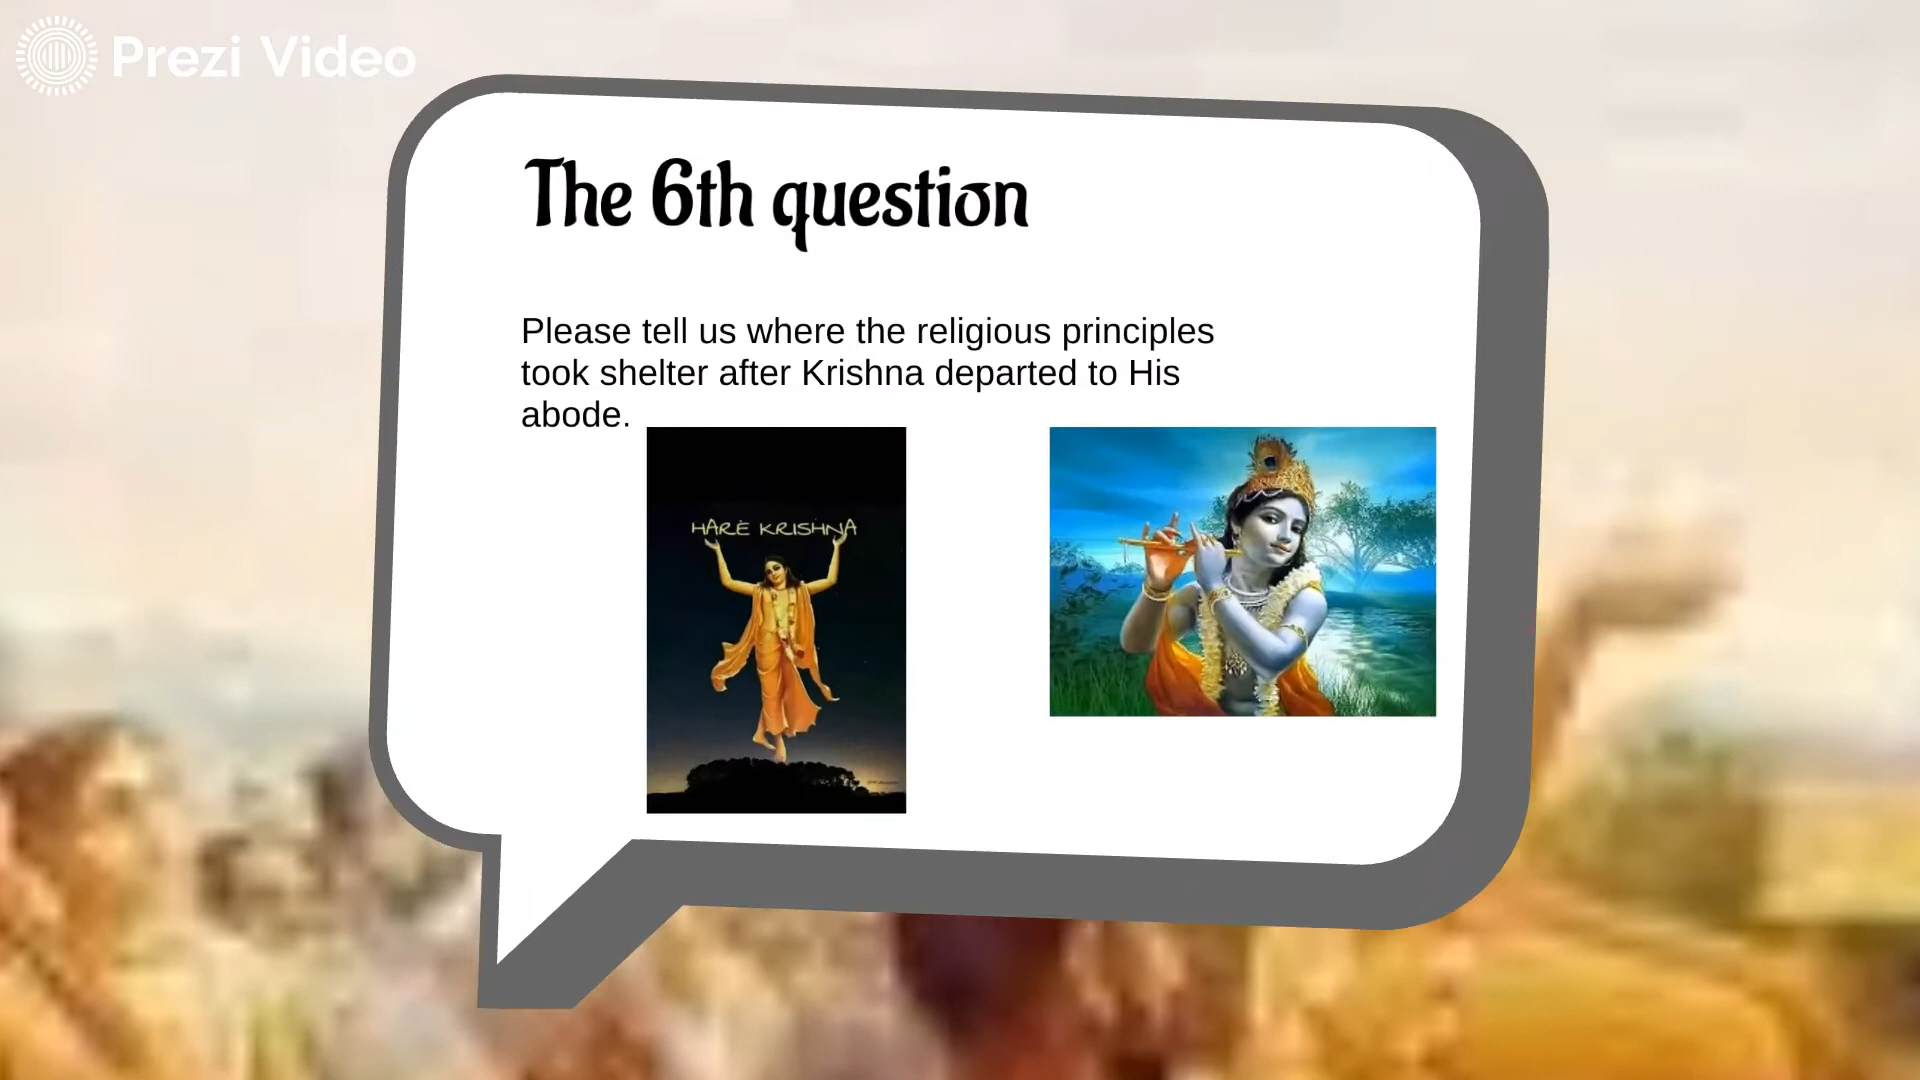 Prezi Video
The 6th question
Please tell us where the religious principles
took shelter after Krishna departed to His
abode.
HARE KRISHNA